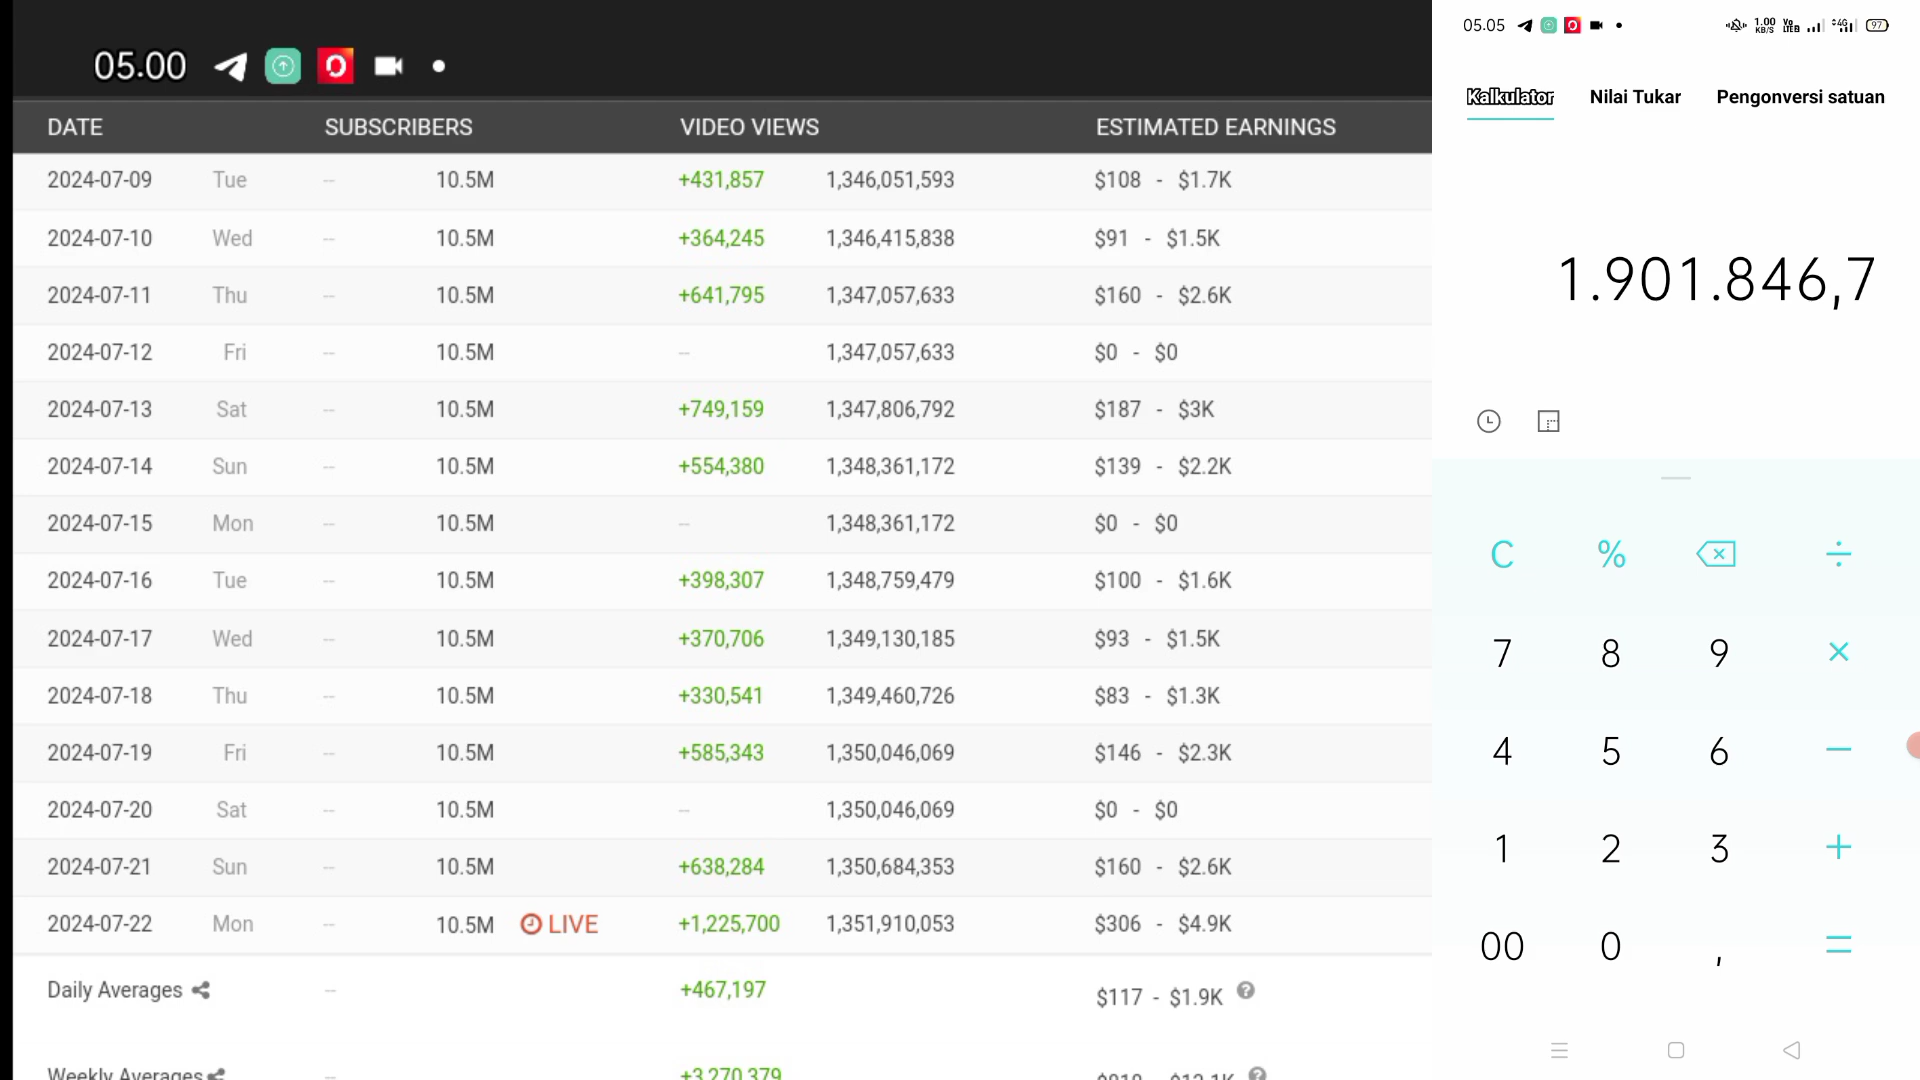 05.00
DATE SUBSCRIBERS VIDEO VIEWS ESTIMATED EARNINGS
2024-07-09 Tue -- 10.5M +431,857 1,346,051,593 $108 - $1.7K
2024-07-10 Wed -- 10.5M +364,245 1,346,415,838 $91 - $1.5K
2024-07-11 Thu -- 10.5M +641,795 1,347,057,633 $160 - $2.6K
2024-07-12 Fri -- 10.5M -- 1,347,057,633 $0 - $0
2024-07-13 Sat -- 10.5M +749,159 1,347,806,792 $187 - $3K
2024-07-14 Sun -- 10.5M +554,380 1,348,361,172 $139 - $2.2K
2024-07-15 Mon -- 10.5M -- 1,348,361,172 $0 - $0
2024-07-16 Tue -- 10.5M +398,307 1,348,759,479 $100 - $1.6K
2024-07-17 Wed -- 10.5M +370,706 1,349,130,185 $93 - $1.5K
2024-07-18 Thu -- 10.5M +330,541 1,349,460,726 $83 - $1.3K
2024-07-19 Fri -- 10.5M +585,343 1,350,046,069 $146 - $2.3K
2024-07-20 Sat -- 10.5M -- 1,350,046,069 $0 - $0
2024-07-21 Sun -- 10.5M +638,284 1,350,684,353 $160 - $2.6K
2024-07-22 Mon -- 10.5M LIVE +1,225,700 1,351,910,053 $306 - $4.9K
Daily Averages -- +467,197 $117 - $1.9K ?
Weekly Averages -- +3,270,379
05.05 1.00 KB/S Vo LTE2 4G 97
Kalkulator Nilai Tukar Pengonversi satuan
1.901.846,7
C % ÷
7 8 9 ×
4 5 6 −
1 2 3 +
00 0 , =